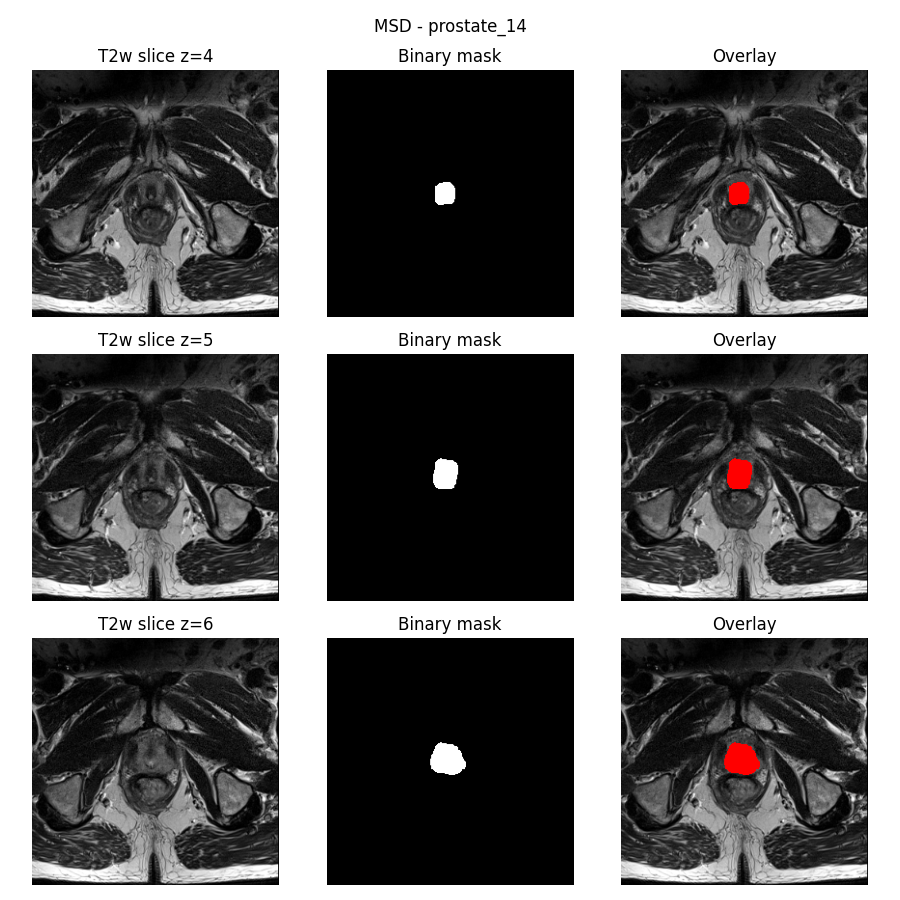 MSD - prostate_14
T2w slice z=4
Binary mask
Overlay
T2w slice z=5
Binary mask
Overlay
T2w slice z=6
Binary mask
Overlay